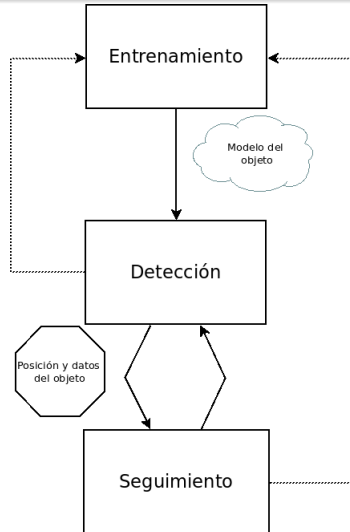 Entrenamiento
Modelo del
objeto
Detección
Posición y datos
del objeto
Seguimiento